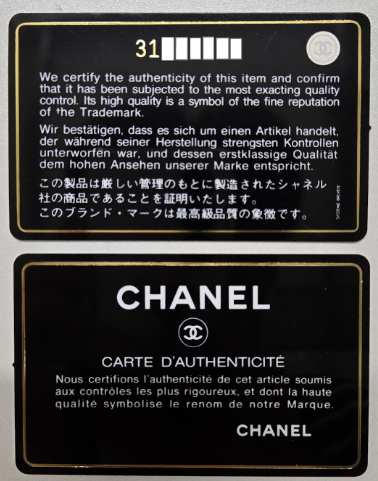 31
We certify the authenticity of this item and confirm
that it has been subjected to the most exacting quality
control. Its high quality is a symbol of the fine reputation
of the Trademark.
Wir bestätigen, dass es sich um einen Artikel handelt,
der während seiner Herstellung strengsten Kontrollen
unterworfen war, und dessen erstklassige Qualität
dem hohen Ansehen unserer Marke entspricht.
この製品は厳しい管理のもとに製造されたシャネル
社の商品であることを証明いたします。
このブランド・マークは最高級品質の象徴です。
CHANEL
CARTE D'AUTHENTICITÉ
Nous certifions l'authenticité de cet article soumis
aux contrôles les plus rigoureux, et dont la haute
qualité symbolise le renom de notre Marque.
CHANEL